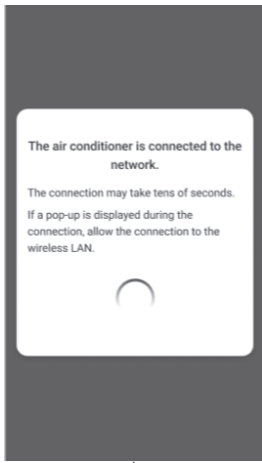 The air conditioner is connected to the
network.
The connection may take tens of seconds.
If a pop-up is displayed during the
connection, allow the connection to the
wireless LAN.